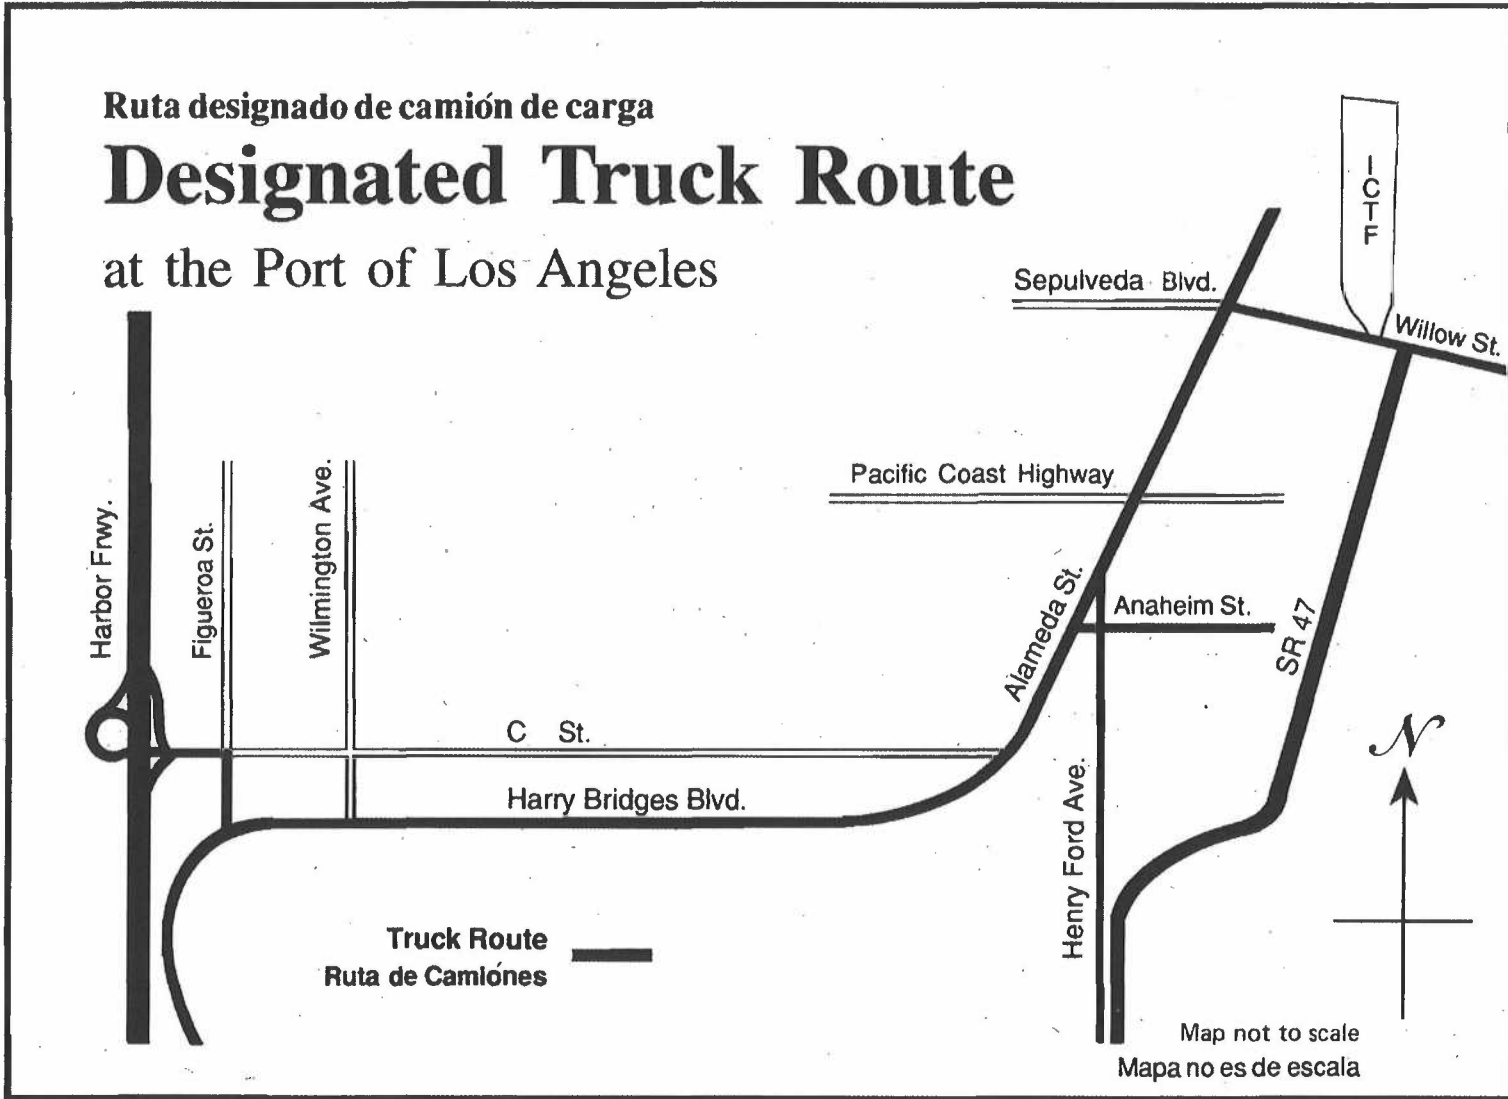 Ruta designado de camión de carga
Designated Truck Route
at the Port of Los Angeles
I
C
T
F
Sepulveda Blvd.
Willow St.
Pacific Coast Highway
Harbor Frwy.
Figueroa St.
Wilmington Ave.
Alameda St.
Anaheim St.
SR 47
C St.
Harry Bridges Blvd.
Henry Ford Ave.
N
Truck Route
Ruta de Camiónes
Map not to scale
Mapa no es de escala